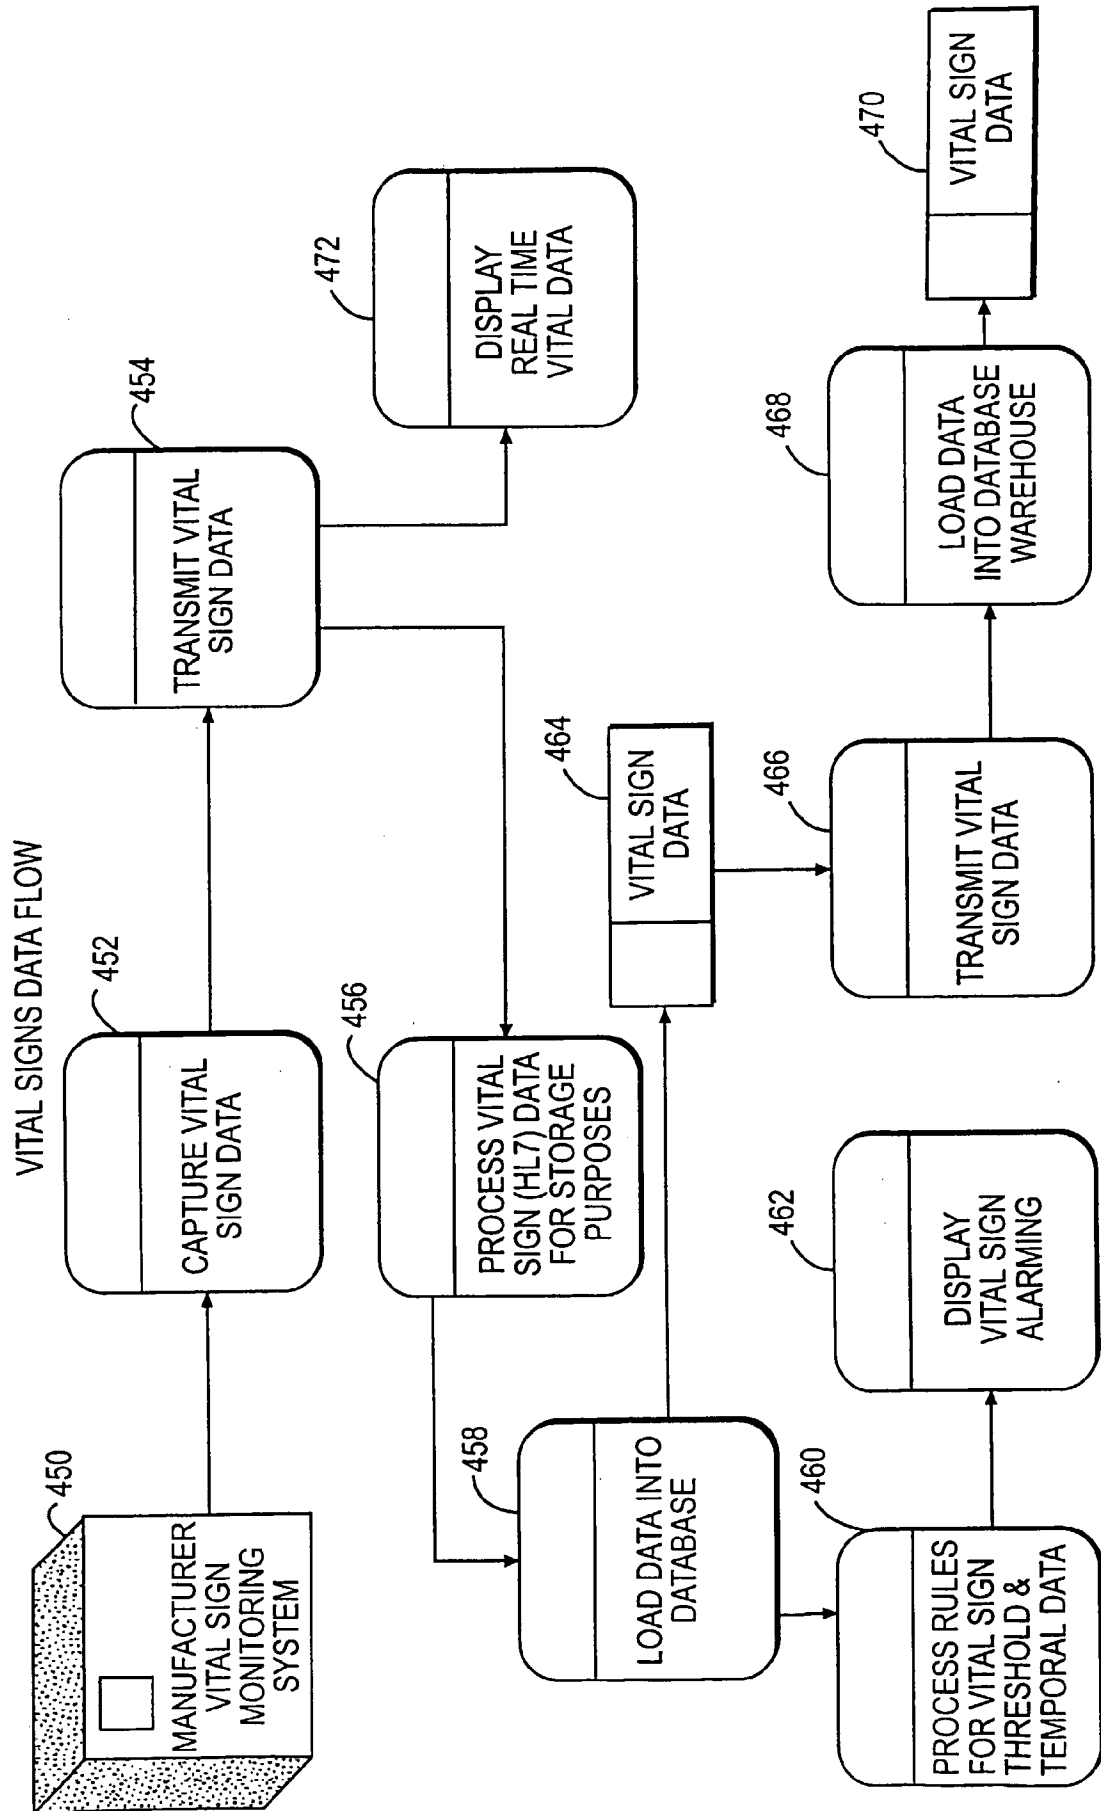 VITAL SIGNS DATA FLOW
450
MANUFACTURER
VITAL SIGN
MONITORING
SYSTEM
452
CAPTURE VITAL
SIGN DATA
454
TRANSMIT VITAL
SIGN DATA
456
PROCESS VITAL
SIGN (HL7) DATA
FOR STORAGE
PURPOSES
472
DISPLAY
REAL TIME
VITAL DATA
458
LOAD DATA INTO
DATABASE
464
VITAL SIGN
DATA
460
PROCESS RULES
FOR VITAL SIGN
THRESHOLD &
TEMPORAL DATA
462
DISPLAY
VITAL SIGN
ALARMING
466
TRANSMIT VITAL
SIGN DATA
468
LOAD DATA
INTO DATABASE
WAREHOUSE
470
VITAL SIGN
DATA